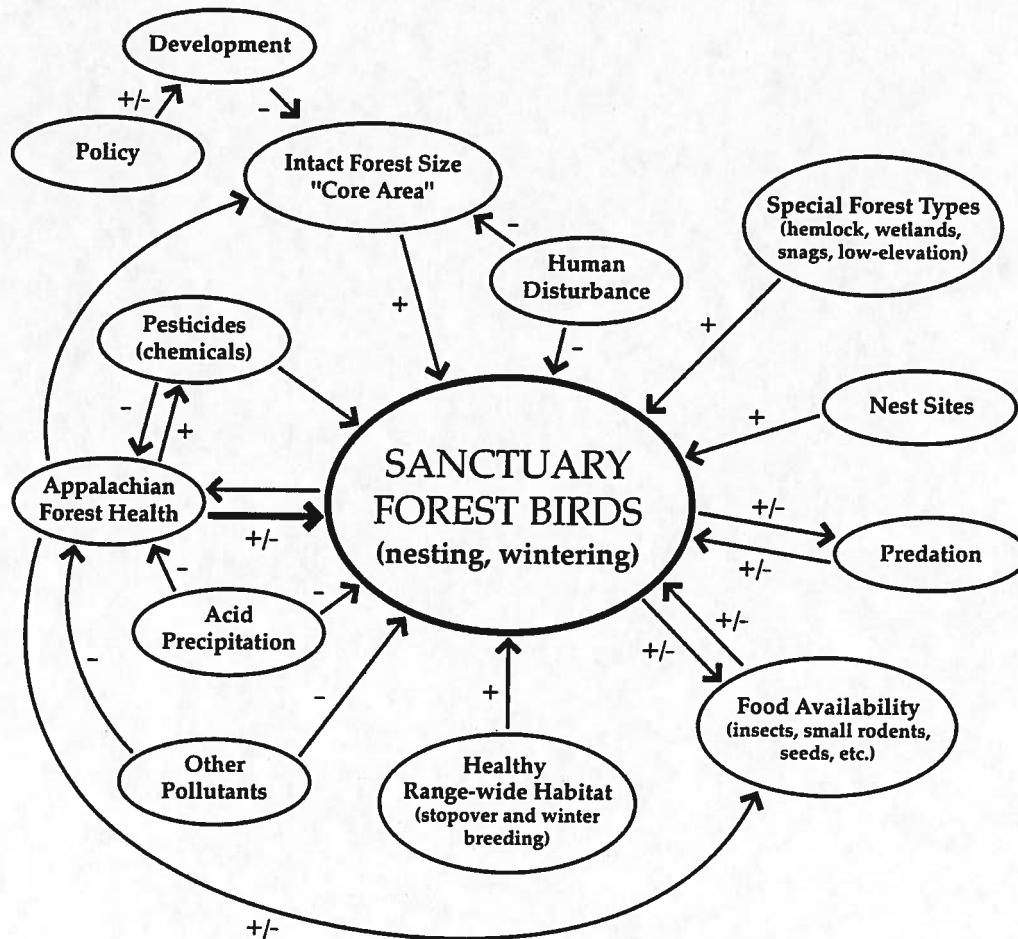 Development
+/-
-
Policy
Intact Forest Size
"Core Area"
Special Forest Types
(hemlock, wetlands,
snags, low-elevation)
-
Human
Disturbance
+
+
-
Pesticides
(chemicals)
-
+
Nest Sites
+
SANCTUARY
FOREST BIRDS
(nesting, wintering)
Appalachian
Forest Health
+/-
+/-
+/-
Predation
-
Acid
Precipitation
-
+/-
+/-
-
-
+
Food Availability
(insects, small rodents,
seeds, etc.)
Other
Pollutants
Healthy
Range-wide Habitat
(stopover and winter
breeding)
+/-